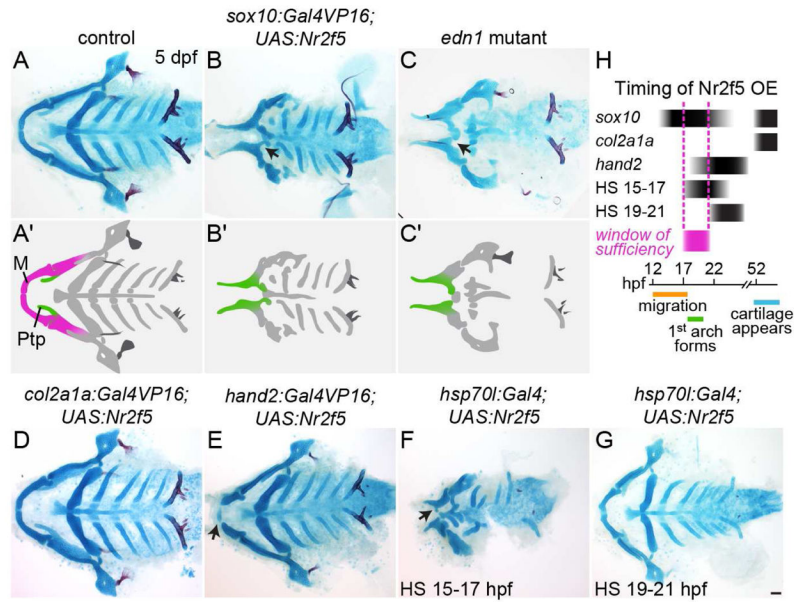 control
sox10:Gal4VP16;
UAS:Nr2f5
edn1 mutant
A
5 dpf
B
C
A'
M
Ptp
B'
C'
H
Timing of Nr2f5 OE
sox10
col2a1a
hand2
HS 15-17
HS 19-21
window of
sufficiency
hpf
12 17 22 52
migration
1st arch
forms
cartilage
appears
col2a1a:Gal4VP16;
UAS:Nr2f5
hand2:Gal4VP16;
UAS:Nr2f5
hsp70l:Gal4;
UAS:Nr2f5
hsp70l:Gal4;
UAS:Nr2f5
D
E
F
HS 15-17 hpf
G
HS 19-21 hpf